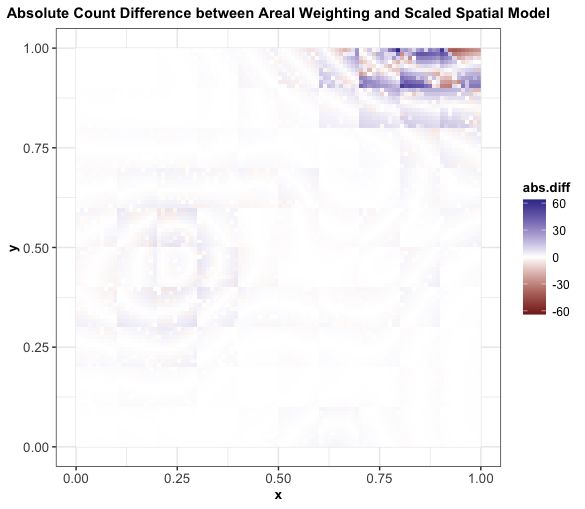 Absolute Count Difference between Areal Weighting and Scaled Spatial Model
1.00
0.75
0.50
0.25
0.00
y
0.00 0.25 0.50 0.75 1.00
x
abs.diff
60
30
0
-30
-60